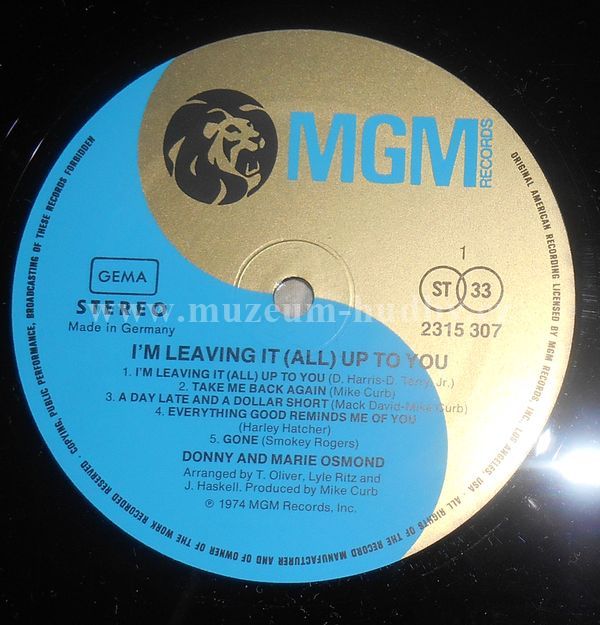 MGM
RECORDS
GEMA
STEREO
Made in Germany
1
ST 33
2315 307
I'M LEAVING IT (ALL) UP TO YOU
1. I'M LEAVING IT (ALL) UP TO YOU (D. Harris-D. Terry, Jr.)
2. TAKE ME BACK AGAIN (Mike Curb)
3. A DAY LATE AND A DOLLAR SHORT (Mack David-Mike Curb)
4. EVERYTHING GOOD REMINDS ME OF YOU
(Harley Hatcher)
5. GONE (Smokey Rogers)
DONNY AND MARIE OSMOND
Arranged by T. Oliver, Lyle Ritz and
J. Haskell. Produced by Mike Curb
℗ 1974 MGM Records, Inc.
ORIGINAL AMERICAN RECORDING LICENSED BY MGM RECORDS, INC., LOS ANGELES, USA · ALL RIGHTS OF THE RECORD MANUFACTURER AND OF OWNER OF THE WORK RECORDED RESERVED · COPYING, PUBLIC PERFORMANCE, BROADCASTING OF THESE RECORDS FORBIDDEN